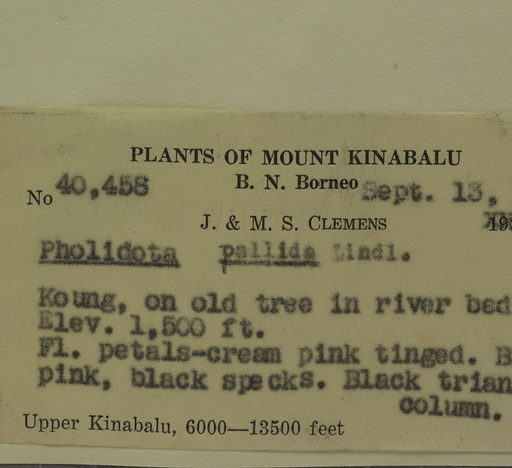 PLANTS OF MOUNT KINABALU
B. N. Borneo
No 40,458 Sept. 13,
J. & M. S. CLEMENS
Pholidota pallida Lindl.
Koung, on old tree in river bed
Elev. 1,500 ft.
Fl. petals-cream pink tinged. B
pink, black specks. Black trian
column.
Upper Kinabalu, 6000—13500 feet